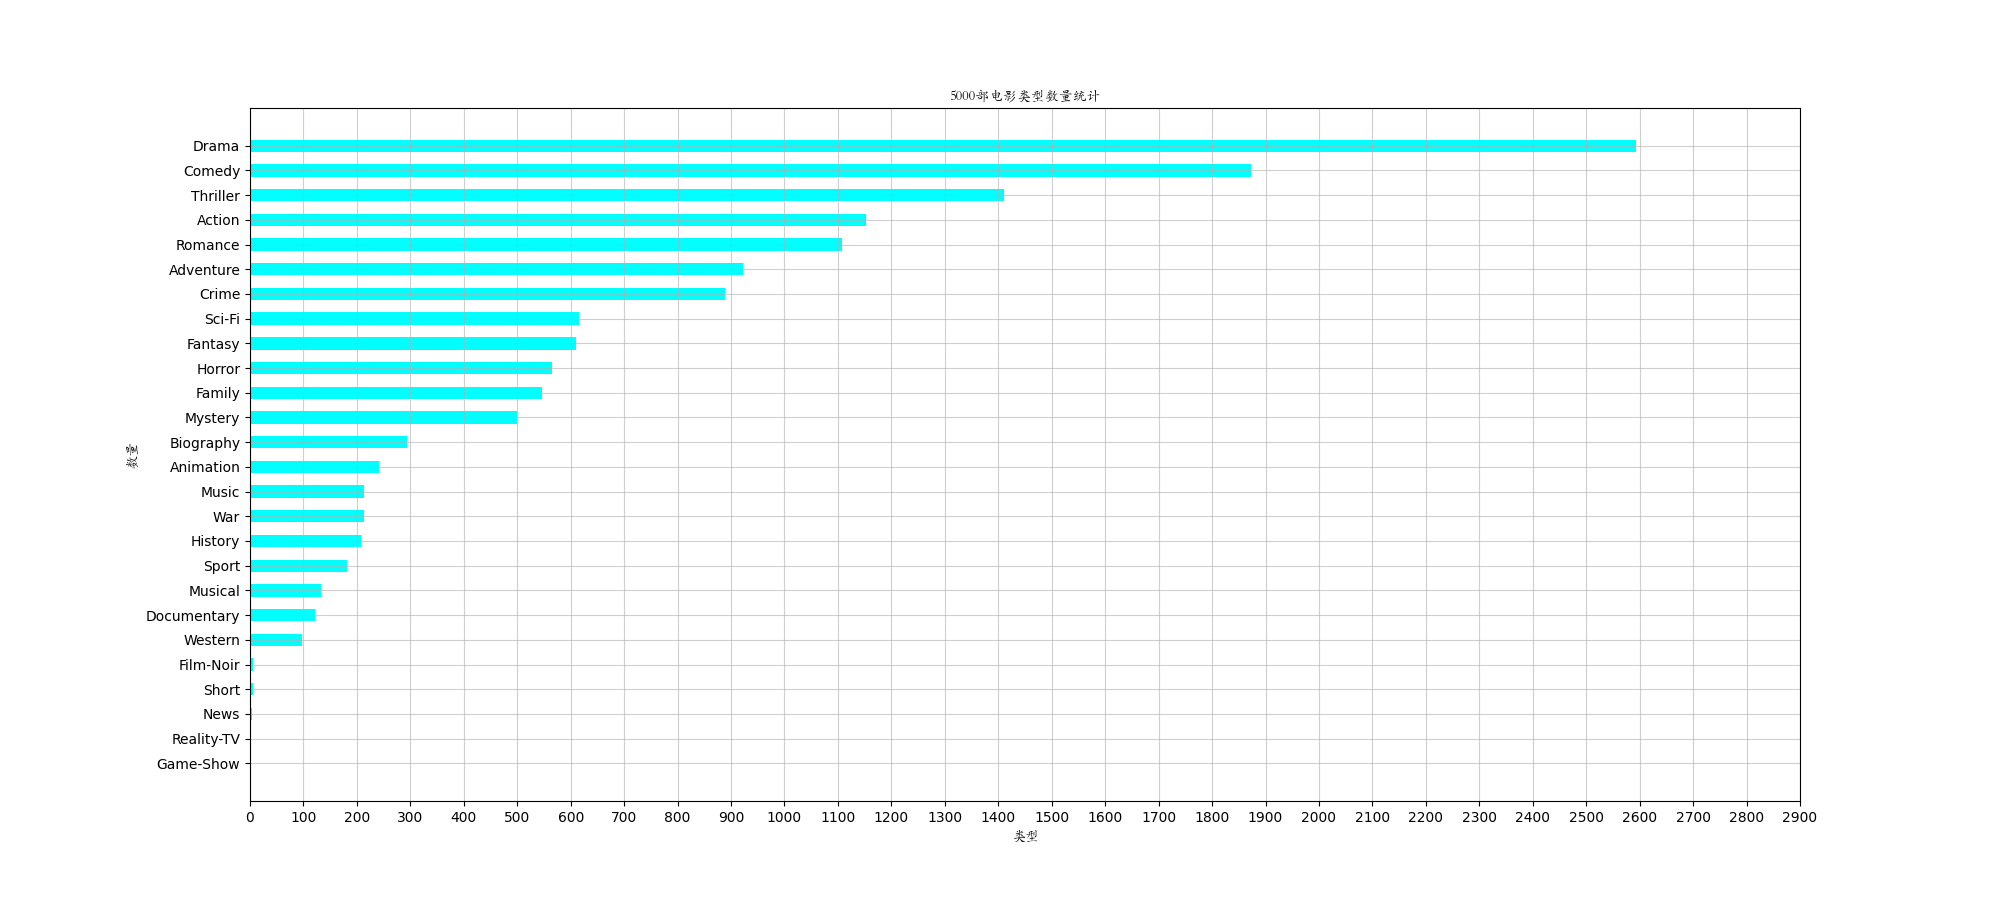 5000部电影类型数量统计
Drama
Comedy
Thriller
Action
Romance
Adventure
Crime
Sci-Fi
Fantasy
Horror
Family
Mystery
Biography
Animation
Music
War
History
Sport
Musical
Documentary
Western
Film-Noir
Short
News
Reality-TV
Game-Show
数量
0 100 200 300 400 500 600 700 800 900 1000 1100 1200 1300 1400 1500 1600 1700 1800 1900 2000 2100 2200 2300 2400 2500 2600 2700 2800 2900
类型